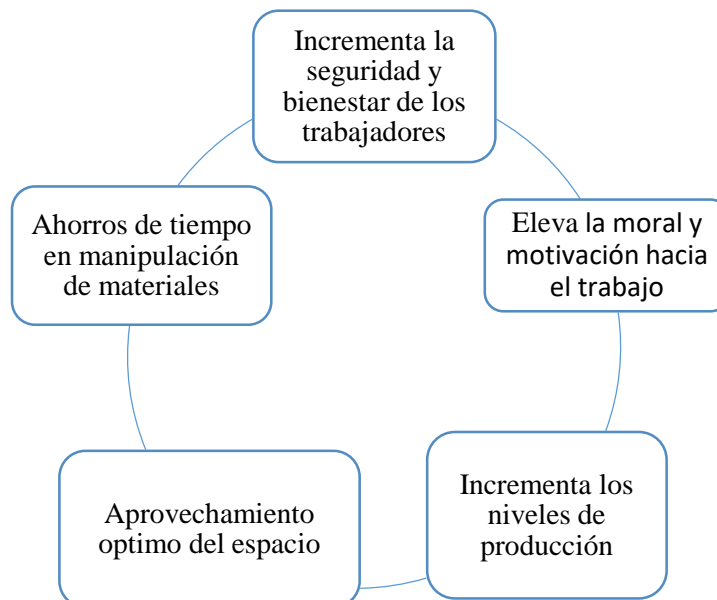 Incrementa la
seguridad y
bienestar de los
trabajadores
Eleva la moral y
motivación hacia
el trabajo
Incrementa los
niveles de
producción
Aprovechamiento
optimo del espacio
Ahorros de tiempo
en manipulación
de materiales